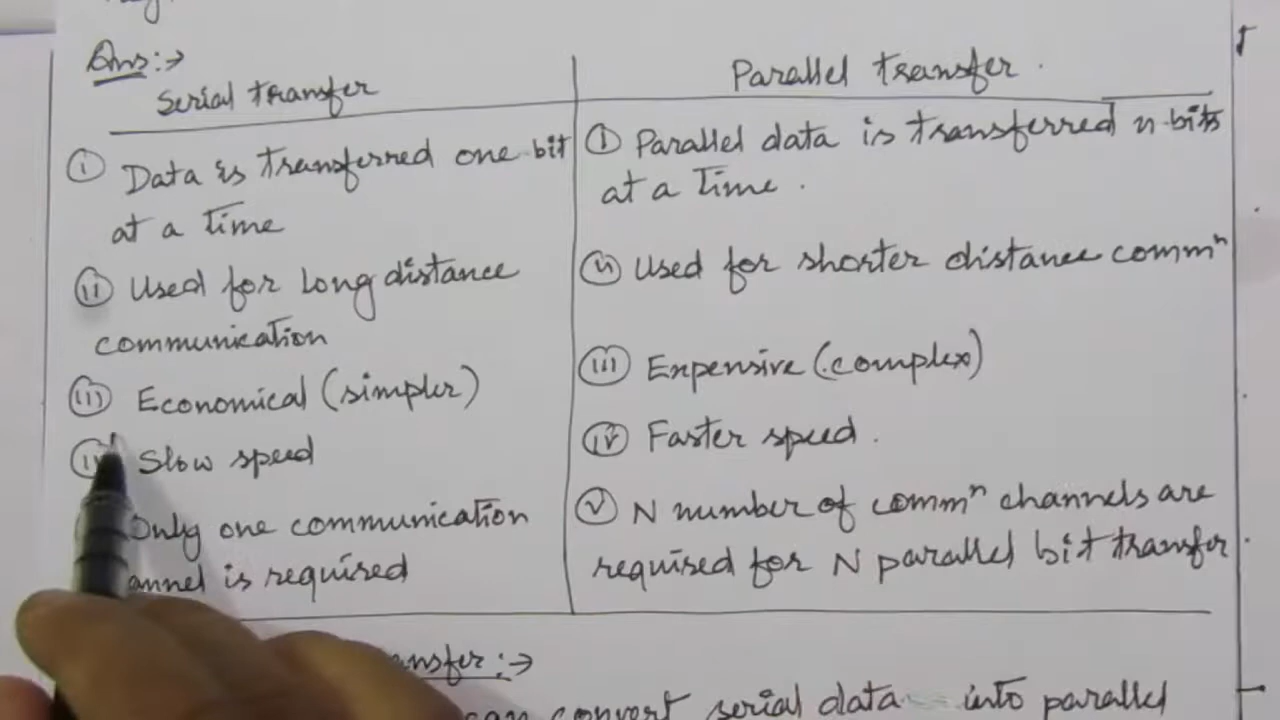 Ans:→
Serial transfer
Parallel transfer.
(i) Data is transferred one-bit
at a time
(ii) Used for Long distance
communication
(iii) Economical (simpler)
(iv) Slow speed
Only one communication
annel is required
(i) Parallel data is transferred n-bits
at a Time.
(ii) Used for shorter distance commⁿ
(iii) Expensive (complex)
(iv) Faster speed.
(v) N number of commⁿ channels are
required for N parallel bit transfer
ansfer:→
can convert serial data into parallel